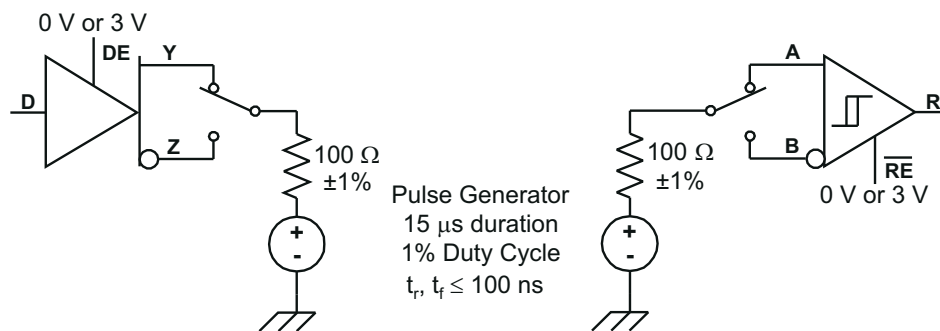 0 V or 3 V
DE
Y
D
Z
100 Ω
±1%
+
-
Pulse Generator
15 μs duration
1% Duty Cycle
tr, tf ≤ 100 ns
A
B
R
100 Ω
±1%
+
-
RE
0 V or 3 V